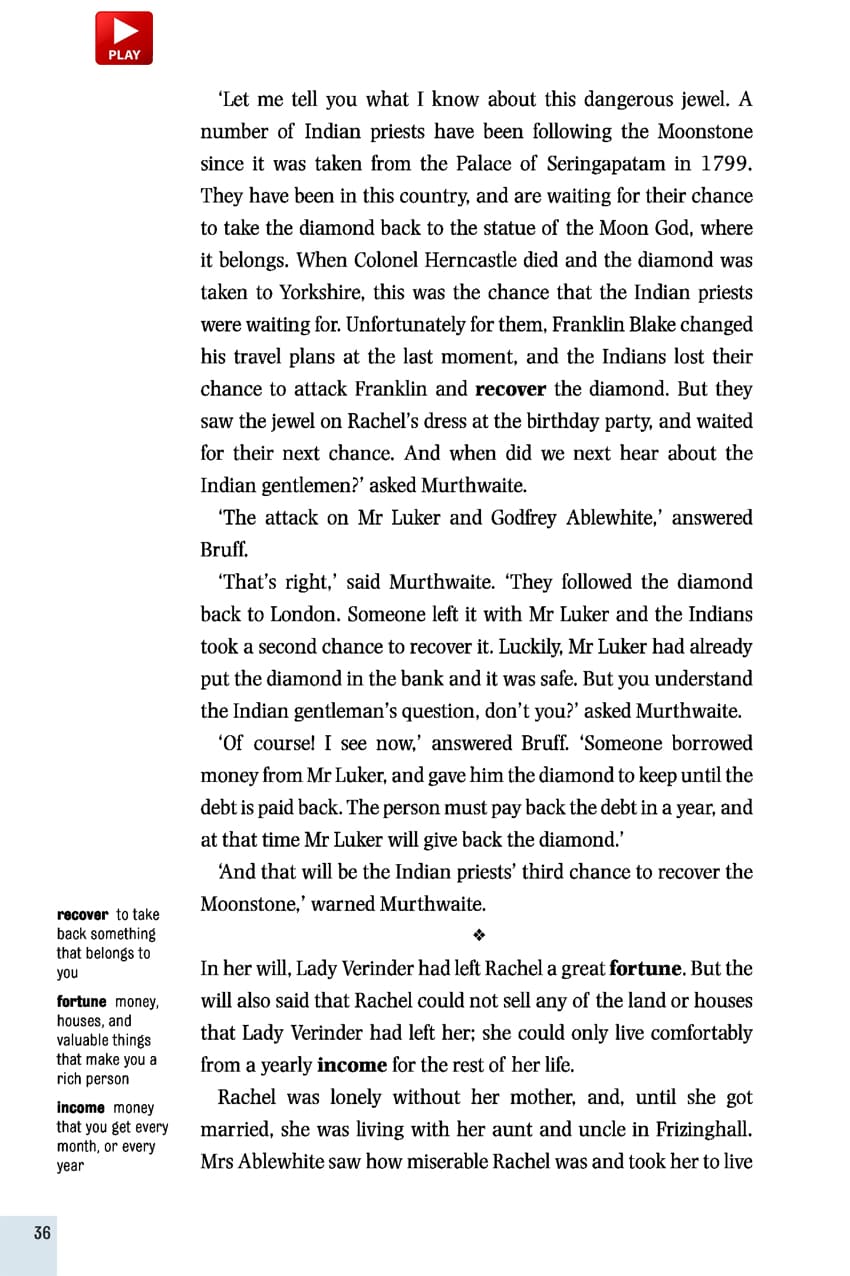 PLAY
‘Let me tell you what I know about this dangerous jewel. A
number of Indian priests have been following the Moonstone
since it was taken from the Palace of Seringapatam in 1799.
They have been in this country, and are waiting for their chance
to take the diamond back to the statue of the Moon God, where
it belongs. When Colonel Herncastle died and the diamond was
taken to Yorkshire, this was the chance that the Indian priests
were waiting for. Unfortunately for them, Franklin Blake changed
his travel plans at the last moment, and the Indians lost their
chance to attack Franklin and recover the diamond. But they
saw the jewel on Rachel’s dress at the birthday party, and waited
for their next chance. And when did we next hear about the
Indian gentlemen?’ asked Murthwaite.
‘The attack on Mr Luker and Godfrey Ablewhite,’ answered
Bruff.
‘That’s right,’ said Murthwaite. ‘They followed the diamond
back to London. Someone left it with Mr Luker and the Indians
took a second chance to recover it. Luckily, Mr Luker had already
put the diamond in the bank and it was safe. But you understand
the Indian gentleman’s question, don’t you?’ asked Murthwaite.
‘Of course! I see now,’ answered Bruff. ‘Someone borrowed
money from Mr Luker, and gave him the diamond to keep until the
debt is paid back. The person must pay back the debt in a year, and
at that time Mr Luker will give back the diamond.’
‘And that will be the Indian priests’ third chance to recover the
Moonstone,’ warned Murthwaite.
❖
In her will, Lady Verinder had left Rachel a great fortune. But the
will also said that Rachel could not sell any of the land or houses
that Lady Verinder had left her; she could only live comfortably
from a yearly income for the rest of her life.
Rachel was lonely without her mother, and, until she got
married, she was living with her aunt and uncle in Frizinghall.
Mrs Ablewhite saw how miserable Rachel was and took her to live
recover to take
back something
that belongs to
you
fortune money,
houses, and
valuable things
that make you a
rich person
income money
that you get every
month, or every
year
36